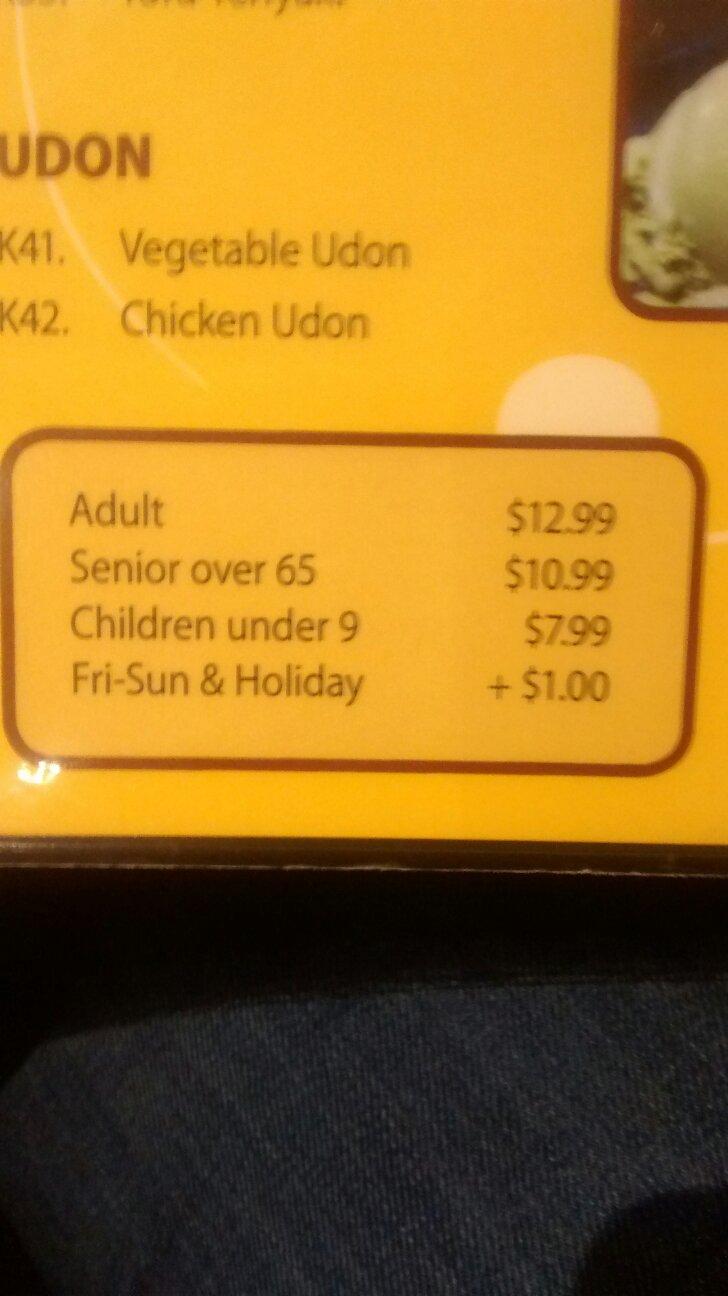 UDON
K41. Vegetable Udon
K42. Chicken Udon
Adult $12.99
Senior over 65 $10.99
Children under 9 $7.99
Fri-Sun & Holiday + $1.00